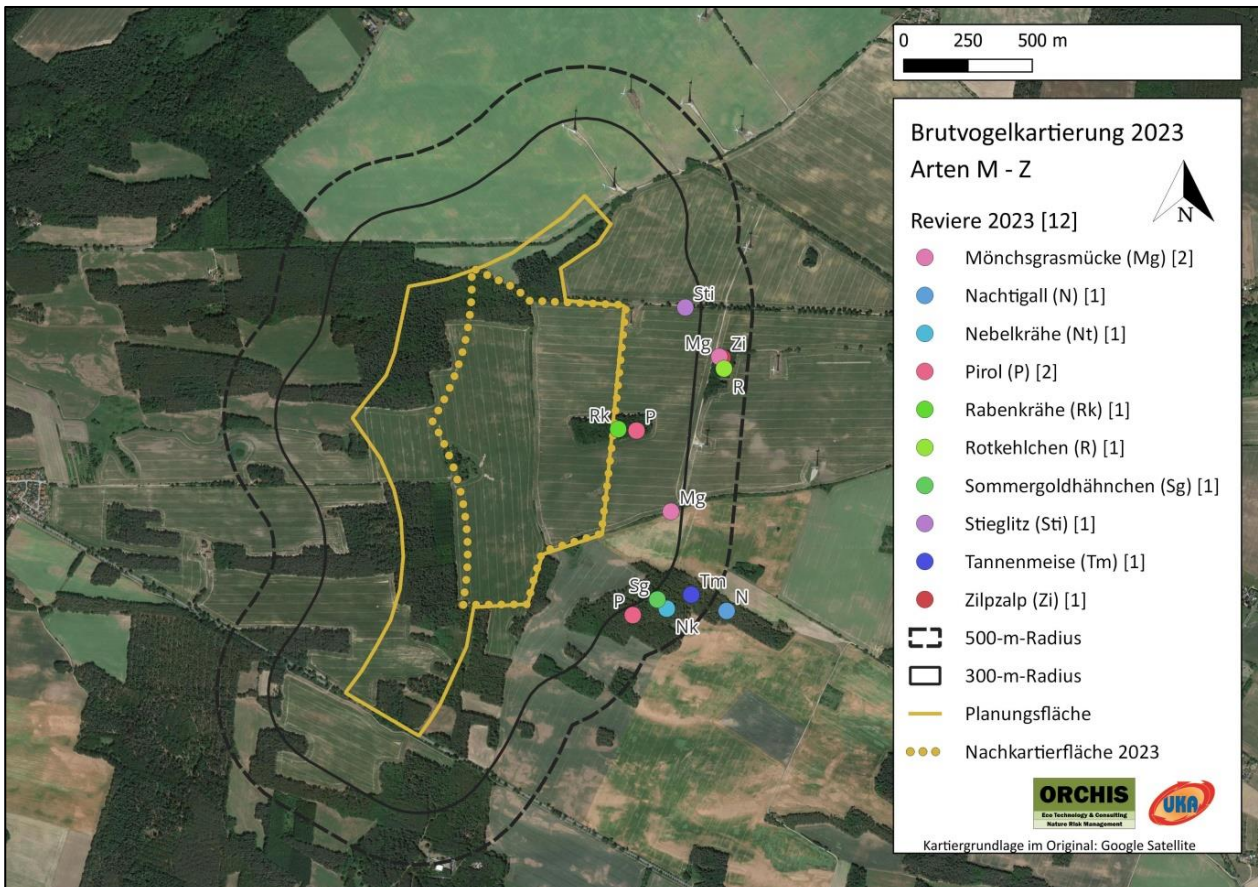 0 250 500 m
Brutvogelkartierung 2023
Arten M - Z
N
Reviere 2023 [12]
Mönchsgrasmücke (Mg) [2]
Nachtigall (N) [1]
Nebelkrähe (Nt) [1]
Pirol (P) [2]
Rabenkrähe (Rk) [1]
Rotkehlchen (R) [1]
Sommergoldhähnchen (Sg) [1]
Stieglitz (Sti) [1]
Tannenmeise (Tm) [1]
Zilpzalp (Zi) [1]
500-m-Radius
300-m-Radius
Planungsfläche
Nachkartierfläche 2023
ORCHIS
Eco Technology & Consulting
Nature Risk Management
UKA
Kartiergrundlage im Original: Google Satellite
Sti
Mg Zi
R
Rk P
Mg
Sg Tm
P N
Nk